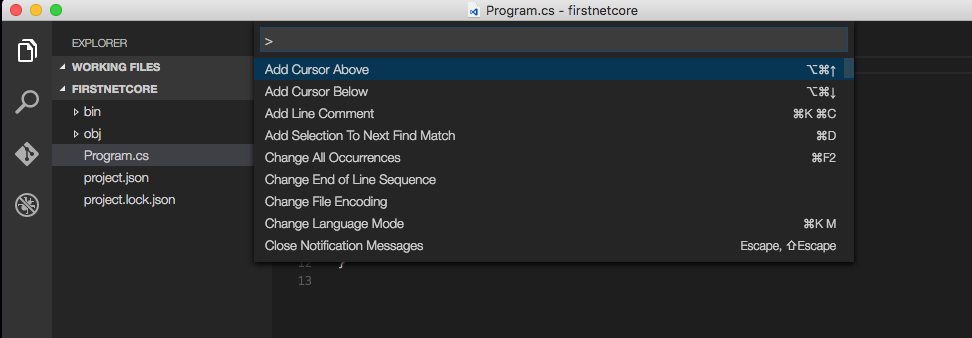 Program.cs - firstnetcore
EXPLORER
WORKING FILES
FIRSTNETCORE
bin
obj
Program.cs
project.json
project.lock.json
>
Add Cursor Above ⌥⌘↑
Add Cursor Below ⌥⌘↓
Add Line Comment ⌘K ⌘C
Add Selection To Next Find Match ⌘D
Change All Occurrences ⌘F2
Change End of Line Sequence
Change File Encoding
Change Language Mode ⌘K M
Close Notification Messages Escape, ⇧Escape
12 }
13